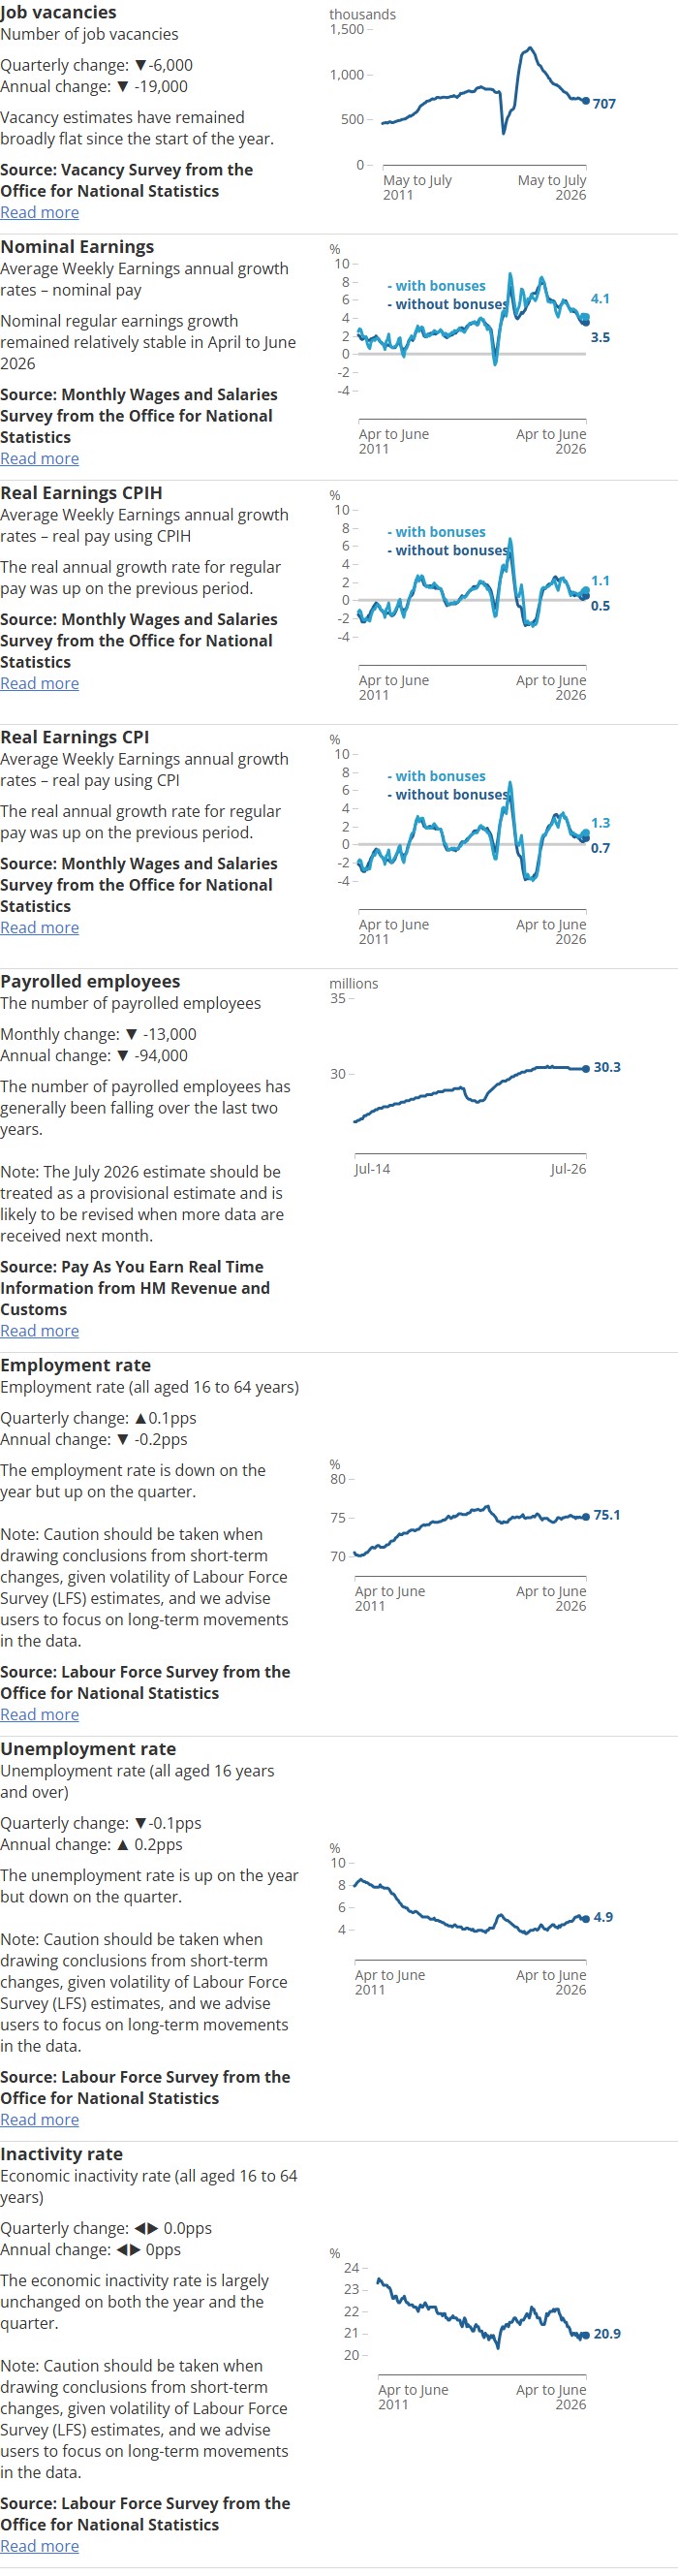 Job vacancies
Number of job vacancies
Quarterly change: ▼-6,000
Annual change: ▼ -19,000
Vacancy estimates have remained
broadly flat since the start of the year.
Source: Vacancy Survey from the
Office for National Statistics
Read more
thousands
1,500
1,000
500
0
707
May to July
2011
May to July
2026
Nominal Earnings
Average Weekly Earnings annual growth
rates – nominal pay
Nominal regular earnings growth
remained relatively stable in April to June
2026
Source: Monthly Wages and Salaries
Survey from the Office for National
Statistics
Read more
%
10
8
6
4
2
0
-2
-4
- with bonuses
- without bonuses
4.1
3.5
Apr to June
2011
Apr to June
2026
Real Earnings CPIH
Average Weekly Earnings annual growth
rates – real pay using CPIH
The real annual growth rate for regular
pay was up on the previous period.
Source: Monthly Wages and Salaries
Survey from the Office for National
Statistics
Read more
%
10
8
6
4
2
0
-2
-4
- with bonuses
- without bonuses
1.1
0.5
Apr to June
2011
Apr to June
2026
Real Earnings CPI
Average Weekly Earnings annual growth
rates – real pay using CPI
The real annual growth rate for regular
pay was up on the previous period.
Source: Monthly Wages and Salaries
Survey from the Office for National
Statistics
Read more
%
10
8
6
4
2
0
-2
-4
- with bonuses
- without bonuses
1.3
0.7
Apr to June
2011
Apr to June
2026
Payrolled employees
The number of payrolled employees
Monthly change: ▼ -13,000
Annual change: ▼ -94,000
The number of payrolled employees has
generally been falling over the last two
years.
Note: The July 2026 estimate should be
treated as a provisional estimate and is
likely to be revised when more data are
received next month.
Source: Pay As You Earn Real Time
Information from HM Revenue and
Customs
Read more
millions
35
30
30.3
Jul-14
Jul-26
Employment rate
Employment rate (all aged 16 to 64 years)
Quarterly change: ▲0.1pps
Annual change: ▼ -0.2pps
The employment rate is down on the
year but up on the quarter.
Note: Caution should be taken when
drawing conclusions from short-term
changes, given volatility of Labour Force
Survey (LFS) estimates, and we advise
users to focus on long-term movements
in the data.
Source: Labour Force Survey from the
Office for National Statistics
Read more
%
80
75
70
75.1
Apr to June
2011
Apr to June
2026
Unemployment rate
Unemployment rate (all aged 16 years
and over)
Quarterly change: ▼-0.1pps
Annual change: ▲ 0.2pps
The unemployment rate is up on the year
but down on the quarter.
Note: Caution should be taken when
drawing conclusions from short-term
changes, given volatility of Labour Force
Survey (LFS) estimates, and we advise
users to focus on long-term movements
in the data.
Source: Labour Force Survey from the
Office for National Statistics
Read more
%
10
8
6
4
4.9
Apr to June
2011
Apr to June
2026
Inactivity rate
Economic inactivity rate (all aged 16 to 64
years)
Quarterly change: ◀▶ 0.0pps
Annual change: ◀▶ 0pps
The economic inactivity rate is largely
unchanged on both the year and the
quarter.
Note: Caution should be taken when
drawing conclusions from short-term
changes, given volatility of Labour Force
Survey (LFS) estimates, and we advise
users to focus on long-term movements
in the data.
Source: Labour Force Survey from the
Office for National Statistics
Read more
%
24
23
22
21
20
20.9
Apr to June
2011
Apr to June
2026